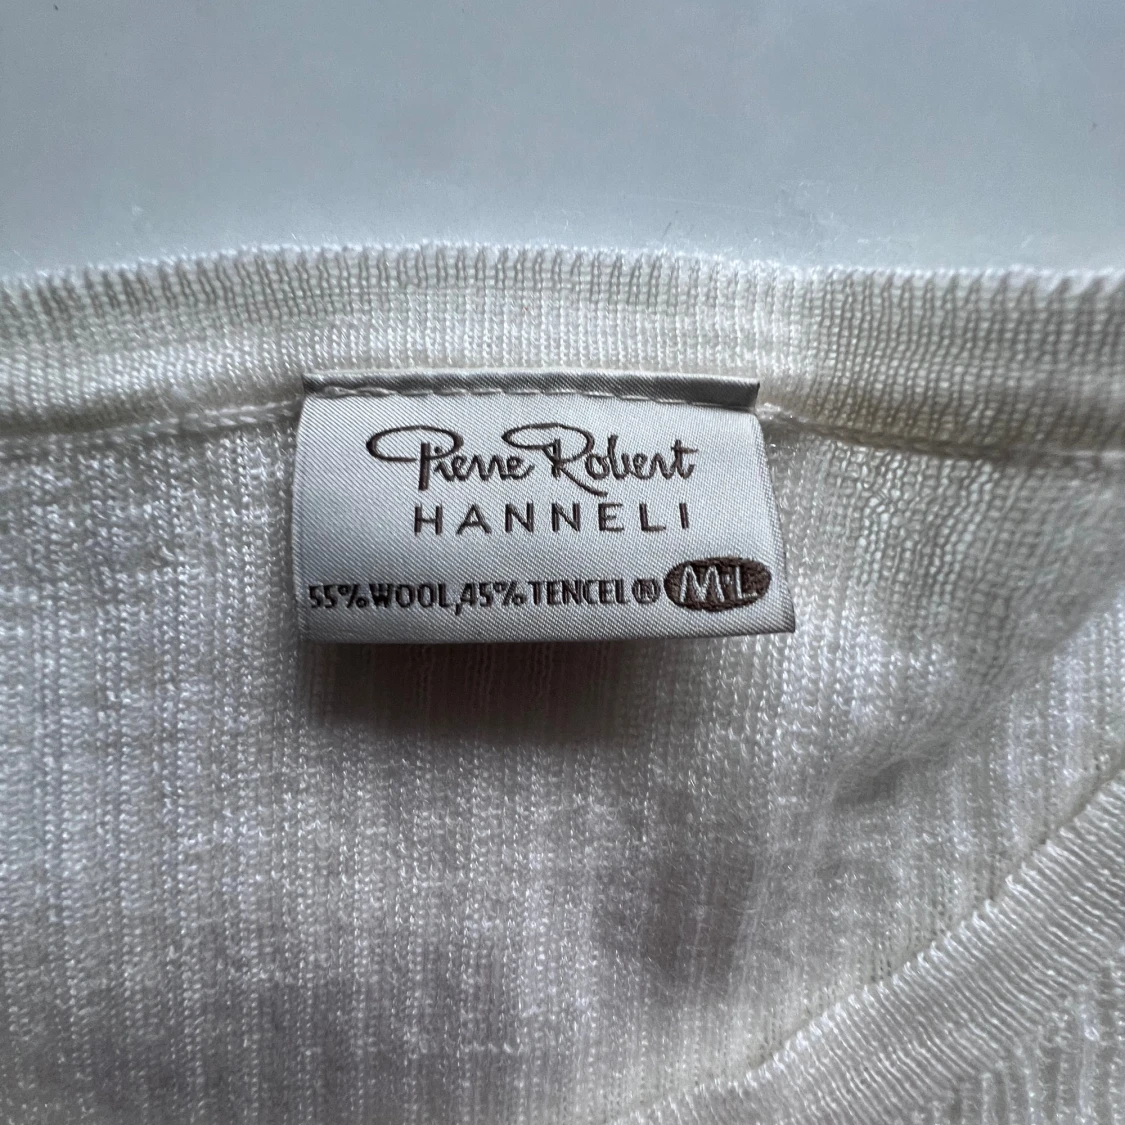 Pierre Robert
HANNELI
55%WOOL,45%TENCEL® M-L